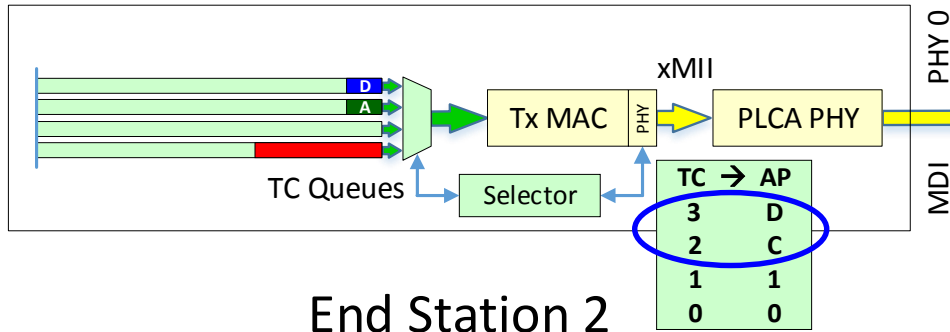 PHY 0
D
A
xMII
Tx MAC
PHY
PLCA PHY
MDI
TC Queues
Selector
TC → AP
3 D
2 C
1 1
0 0
End Station 2